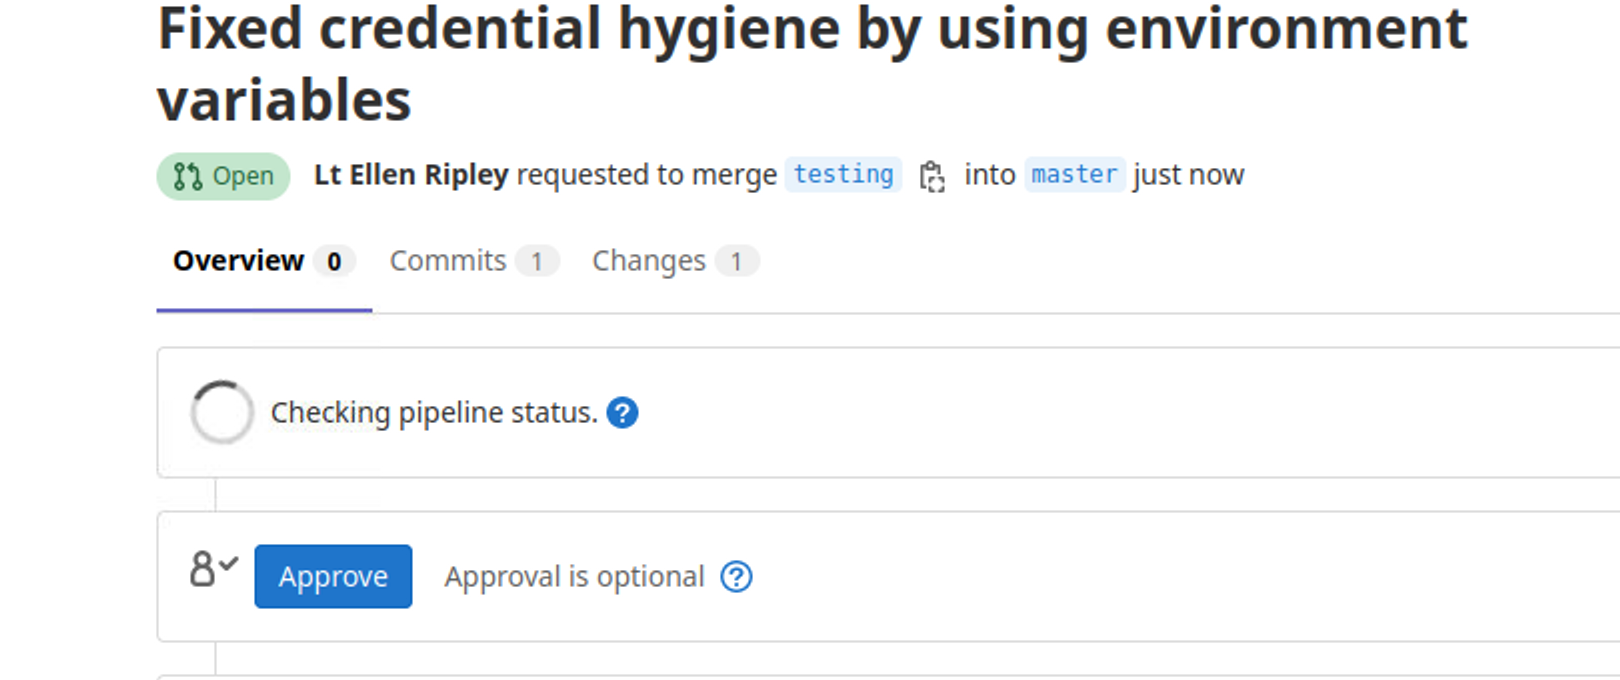 Fixed credential hygiene by using environment
variables
Open Lt Ellen Ripley requested to merge testing into master just now
Overview 0 Commits 1 Changes 1
Checking pipeline status. ?
Approve Approval is optional ?